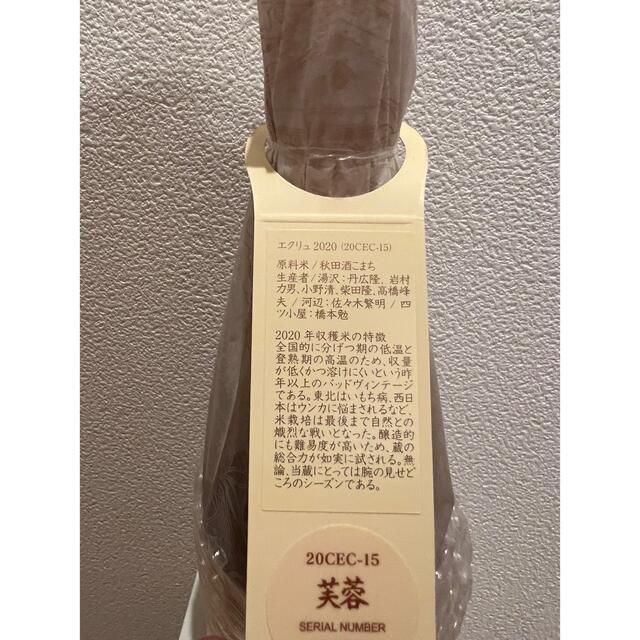 エクリュ 2020 (20CEC-15)
原料米/秋田酒こまち
生産者/湯沢:丹広隆、岩村
力男、小野清、柴田隆、高橋峰
夫/河辺:佐々木繁明/四
ツ小屋:橋本勉
2020年収穫米の特徴
全国的に分げつ期の低温と
登熟期の高温のため、収量
が低くかつ溶けにくいという昨
年以上のバッドヴィンテージ
である。東北はいもち病、西日
本はウンカに悩まされるなど、
米栽培は最後まで自然との
熾烈な戦いとなった。醸造的
にも難易度が高いため、蔵の
総合力が如実に試される。無
論、当蔵にとっては腕の見せど
ころのシーズンである。
20CEC-15
芙蓉
SERIAL NUMBER